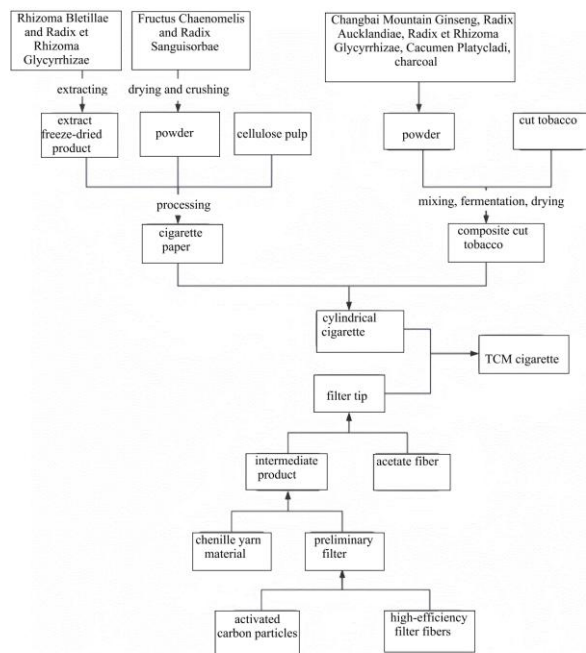 Rhizoma Bletillae
and Radix et
Rhizoma
Glycyrrhizae
Fructus Chaenomelis
and Radix
Sanguisorbae
Changbai Mountain Ginseng, Radix
Aucklandiae, Radix et Rhizoma
Glycyrrhizae, Cacumen Platycladi,
charcoal
extracting
drying and crushing
extract
freeze-dried
product
powder
cellulose pulp
powder
cut tobacco
processing
mixing, fermentation, drying
cigarette
paper
composite cut
tobacco
cylindrical
cigarette
TCM cigarette
filter tip
intermediate
product
acetate fiber
chenille yarn
material
preliminary
filter
activated
carbon particles
high-efficiency
filter fibers